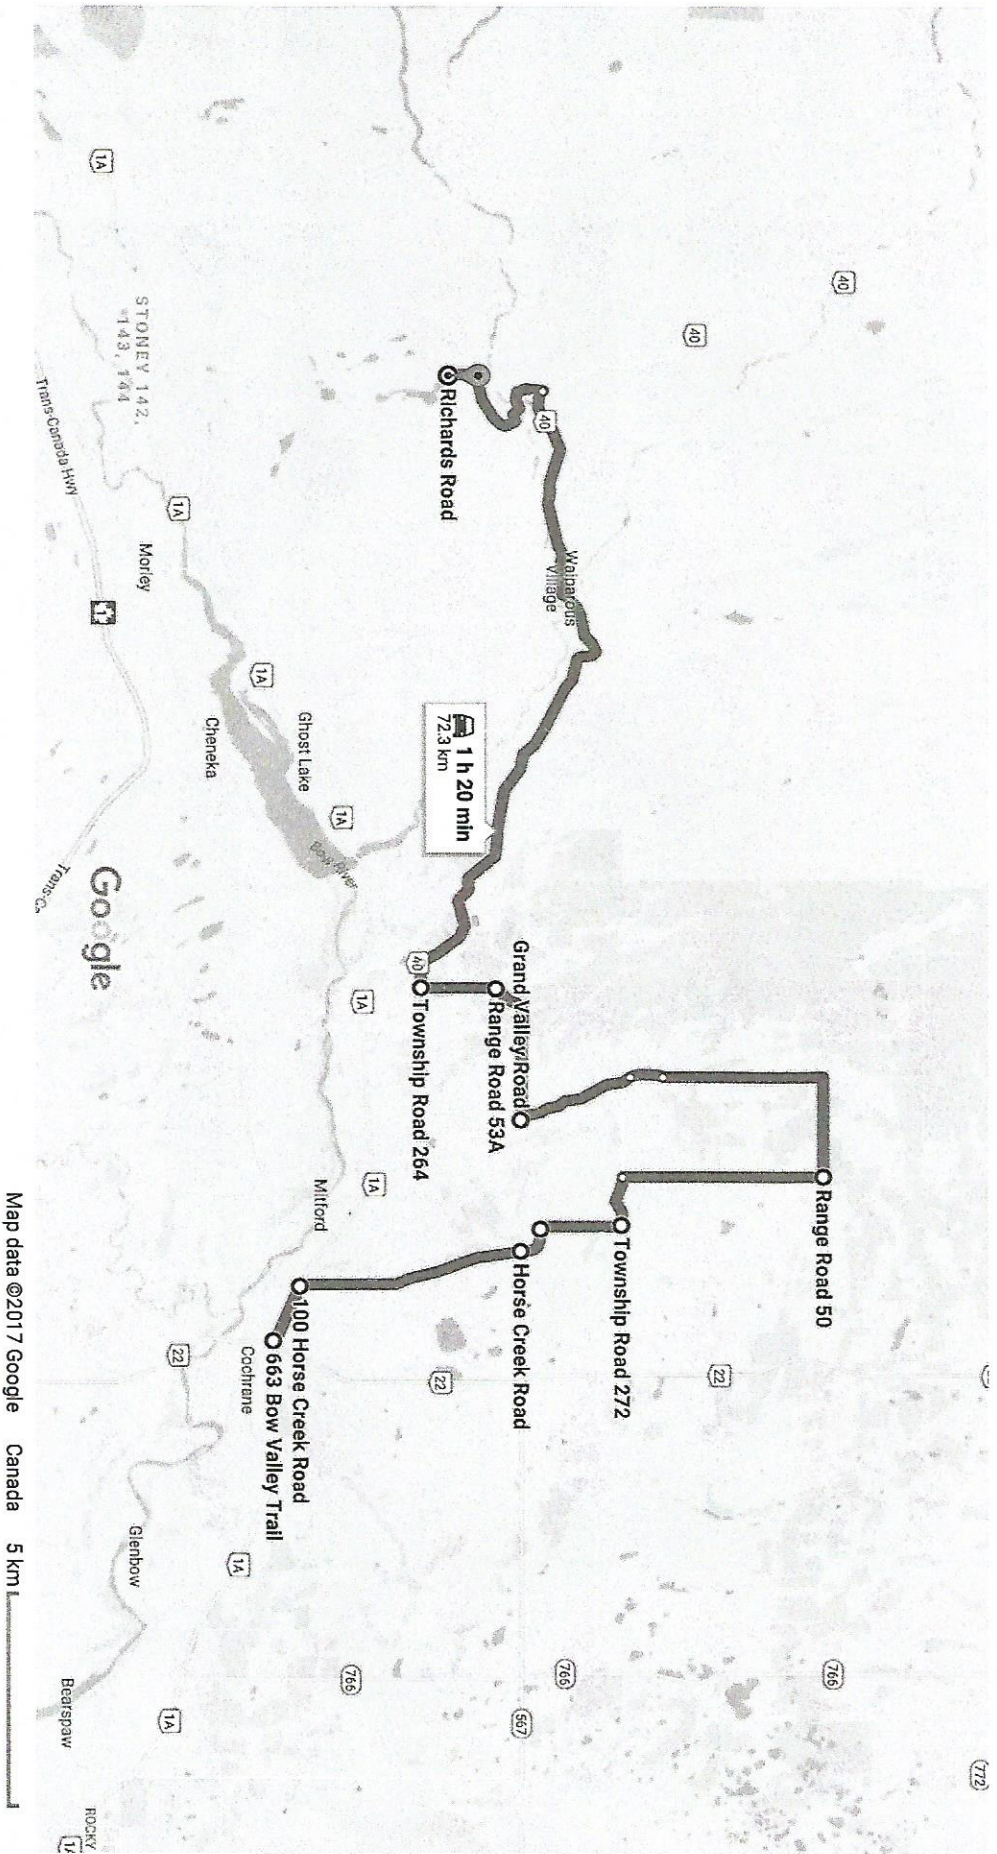 40
40
772
766
766
766
567
22
22
22
Range Road 50
Township Road 272
Horse Creek Road
Grand Valley Road
Range Road 53A
Township Road 264
40
40
Waiparous
Village
Richards Road
1 h 20 min
72.3 km
100 Horse Creek Road
663 Bow Valley Trail
Cochrane
Mitford
1A
1A
1A
1A
1A
1A
1A
1A
Ghost Lake
Bow River
Cheneka
Morley
STONEY 142,
143, 144
Trans-Canada Hwy
1
Trans-Ca
Glenbow
Bearspaw
ROCKY
Google
Map data ©2017 Google Canada 5 km